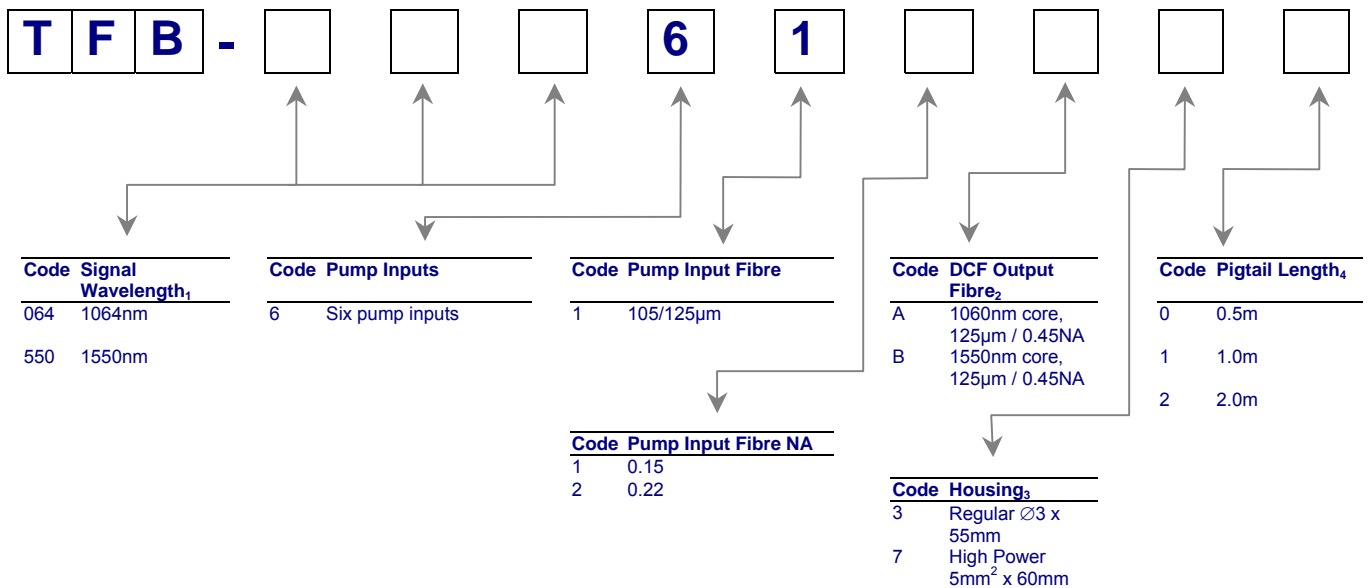 T F B - 6 1
Code Signal Wavelength₁
064 1064nm
550 1550nm
Code Pump Inputs
6 Six pump inputs
Code Pump Input Fibre
1 105/125µm
Code DCF Output Fibre₂
A 1060nm core, 125µm / 0.45NA
B 1550nm core, 125µm / 0.45NA
Code Pigtail Length₄
0 0.5m
1 1.0m
2 2.0m
Code Pump Input Fibre NA
1 0.15
2 0.22
Code Housing₃
3 Regular ∅3 x 55mm
7 High Power 5mm² x 60mm